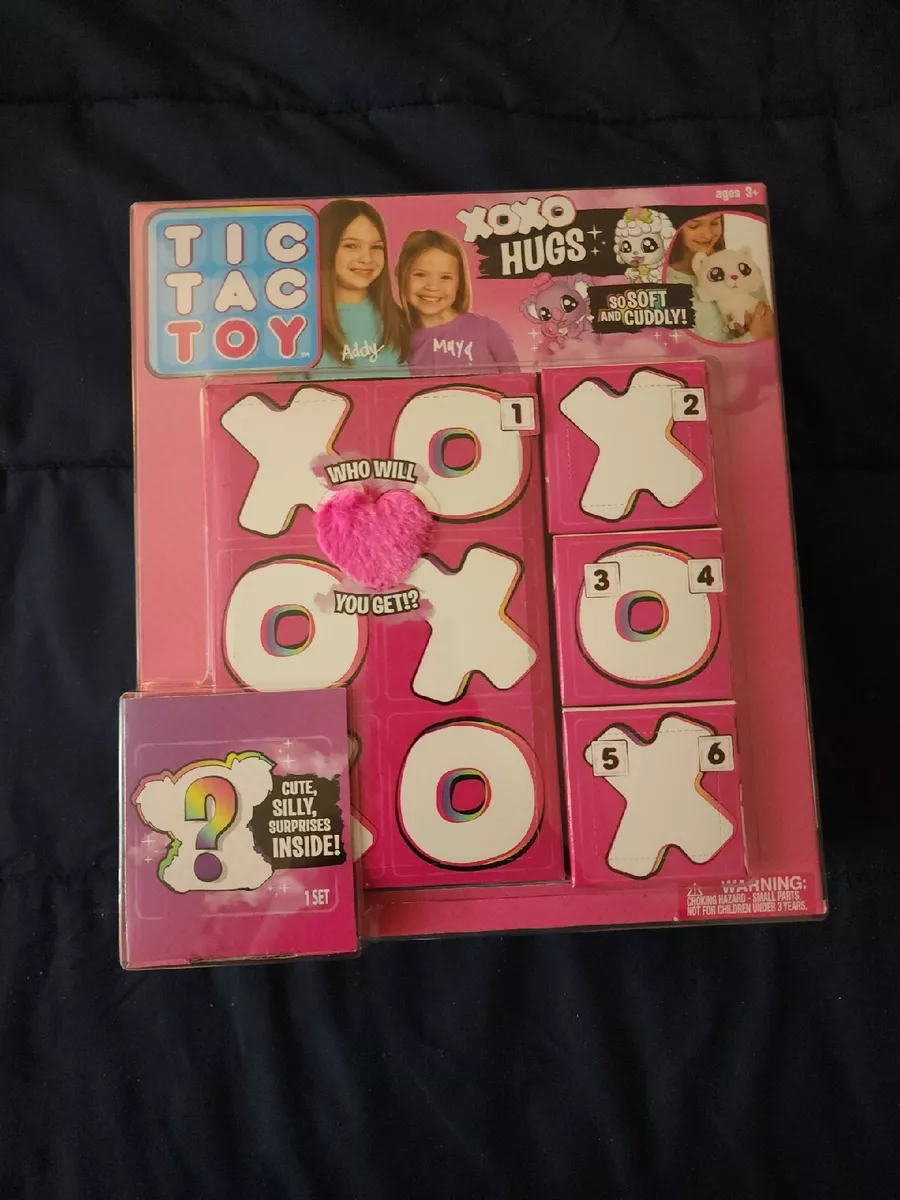 ages 3+
TIC
TAC
TOY™
Addy
Maya
XOXO
HUGS
SO SOFT
AND CUDDLY!
X O 1
X 2
WHO WILL
YOU GET!?
O X
3 O 4
O
5 X 6
?
CUTE,
SILLY,
SURPRISES
INSIDE!
1 SET
WARNING:
CHOKING HAZARD - SMALL PARTS.
NOT FOR CHILDREN UNDER 3 YEARS.